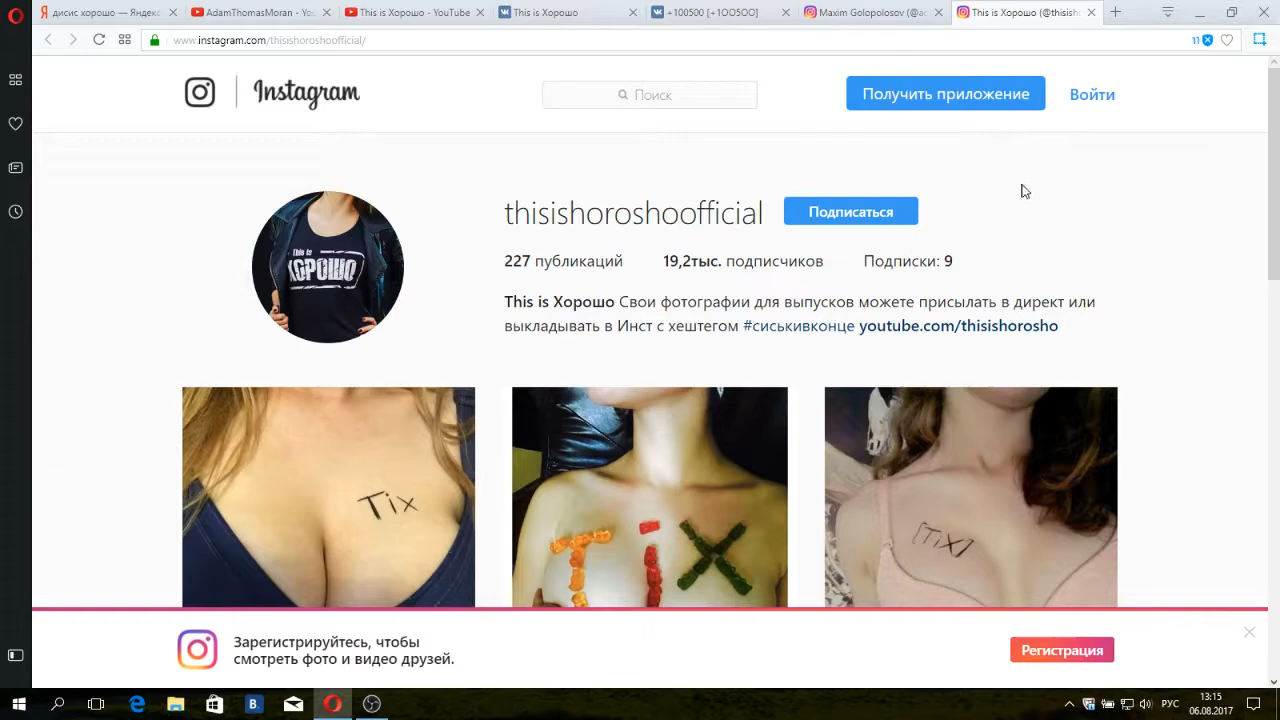 дисис хорошо — Яндекс
AdamThomasMoran - You
This is Хорошо - YouTube
This is Хорошо
+100500 [+1OO5OO]
Maxim Golopolosov (@ad
This is Хорошо (@thisish
www.instagram.com/thisishoroshoofficial/
11
Instagram
Поиск
Получить приложение
Войти
This is
ХОРОШО
thisishoroshoofficial
Подписаться
227 публикаций
19,2тыс. подписчиков
Подписки: 9
This is Хорошо Свои фотографии для выпусков можете присылать в директ или
выкладывать в Инст с хештегом #сиськивконце youtube.com/thisishorosho
Tix
TiX
[TiX]
Зарегистрируйтесь, чтобы
смотреть фото и видео друзей.
Регистрация
РУС
13:15
06.08.2017